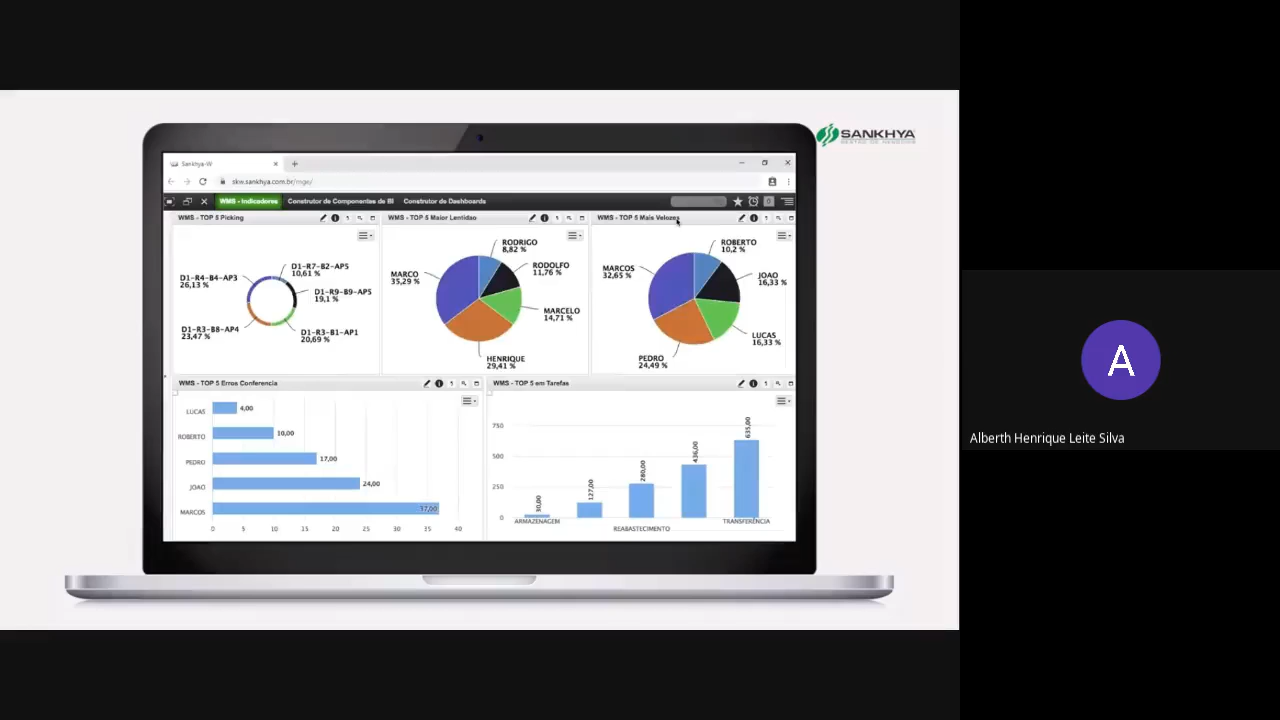 SANKHYA
Sankhya-W
skw.sankhya.com.br/mge/
WMS - Indicadores
Construtor de Componentes de BI
Construtor de Dashboards
0
WMS - TOP 5 Picking
D1-R7-B2-AP5
10,61 %
D1-R4-B4-AP3
26,13 %
D1-R9-B9-AP5
19,1 %
D1-R3-B8-AP4
23,47 %
D1-R3-B1-AP1
20,69 %
WMS - TOP 5 Maior Lentidao
RODRIGO
8,82 %
RODOLFO
11,76 %
MARCO
35,29 %
MARCELO
14,71 %
HENRIQUE
29,41 %
WMS - TOP 5 Mais Velozes
ROBERTO
10,2 %
MARCOS
32,65 %
JOAO
16,33 %
LUCAS
16,33 %
PEDRO
24,49 %
WMS - TOP 5 Erros Conferencia
LUCAS 4,00
ROBERTO 10,00
PEDRO 17,00
JOAO 24,00
MARCOS 37,00
0 5 10 15 20 25 30 35 40
WMS - TOP 5 em Tarefas
750
500
250
0
30,00
127,00
280,00
436,00
635,00
ARMAZENAGEM
REABASTECIMENTO
TRANSFERÊNCIA
A
Alberth Henrique Leite Silva